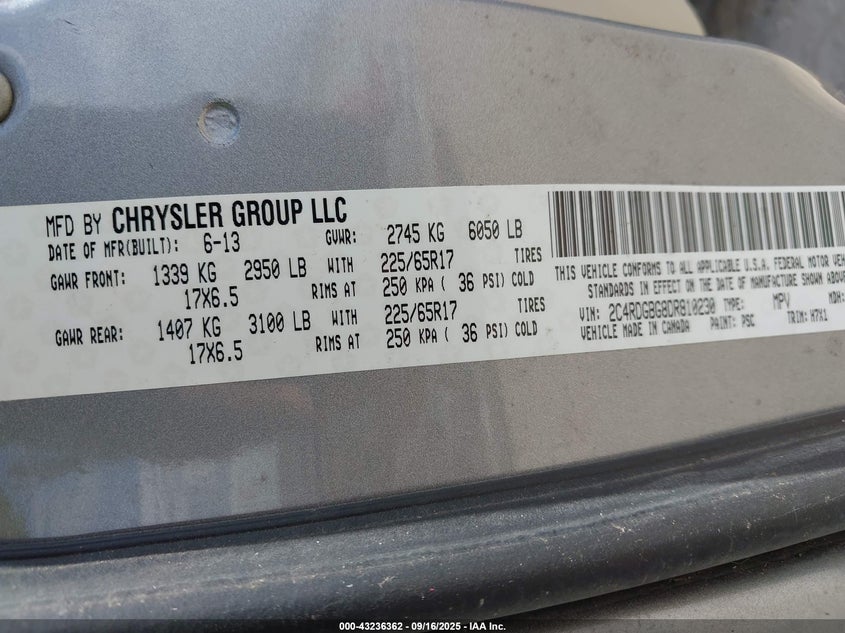 MFD BY CHRYSLER GROUP LLC
DATE OF MFR(BUILT): 6-13 GVWR: 2745 KG 6050 LB
GAWR FRONT: 1339 KG 2950 LB WITH 225/65R17 TIRES
17X6.5 RIMS AT 250 KPA ( 36 PSI) COLD
GAWR REAR: 1407 KG 3100 LB WITH 225/65R17 TIRES
17X6.5 RIMS AT 250 KPA ( 36 PSI) COLD
THIS VEHICLE CONFORMS TO ALL APPLICABLE U.S.A. FEDERAL MOTOR
STANDARDS IN EFFECT ON THE DATE OF MANUFACTURE SHOWN
VIN: 2C4RDGBG8DR810230 TYPE: MPV MDH:
VEHICLE MADE IN CANADA PAINT: PSC TRIM: H7X1
000-43236362 - 09/16/2025 - IAA Inc.